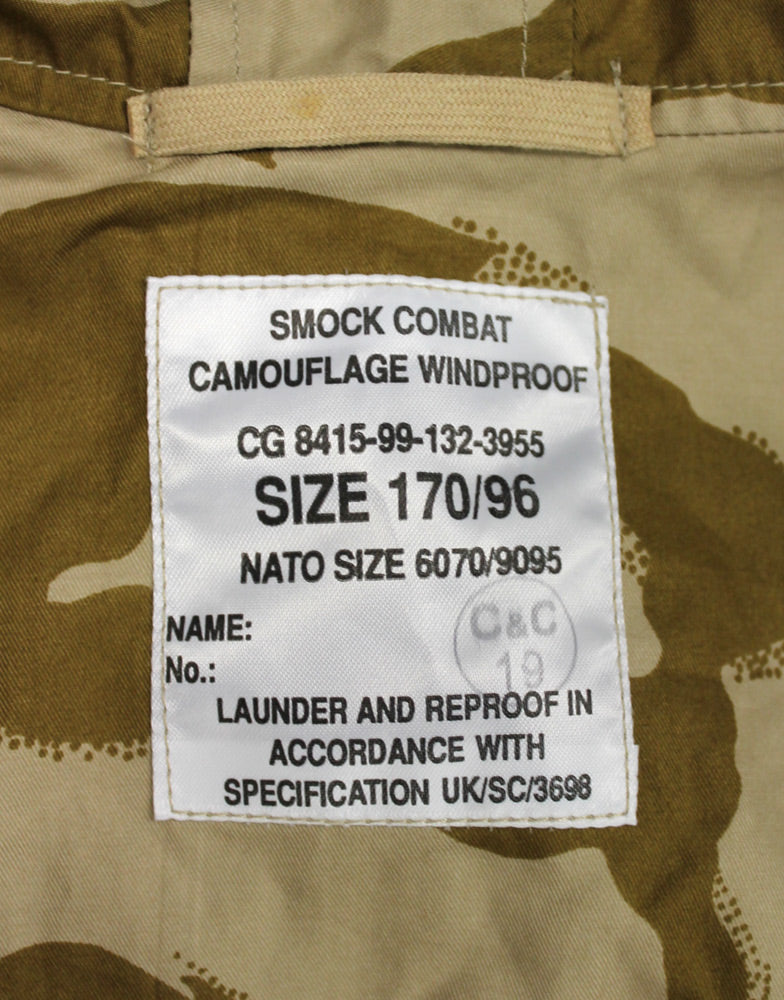 SMOCK COMBAT
CAMOUFLAGE WINDPROOF
CG 8415-99-132-3955
SIZE 170/96
NATO SIZE 6070/9095
NAME:
C&C
No.:
19
LAUNDER AND REPROOF IN
ACCORDANCE WITH
SPECIFICATION UK/SC/3698